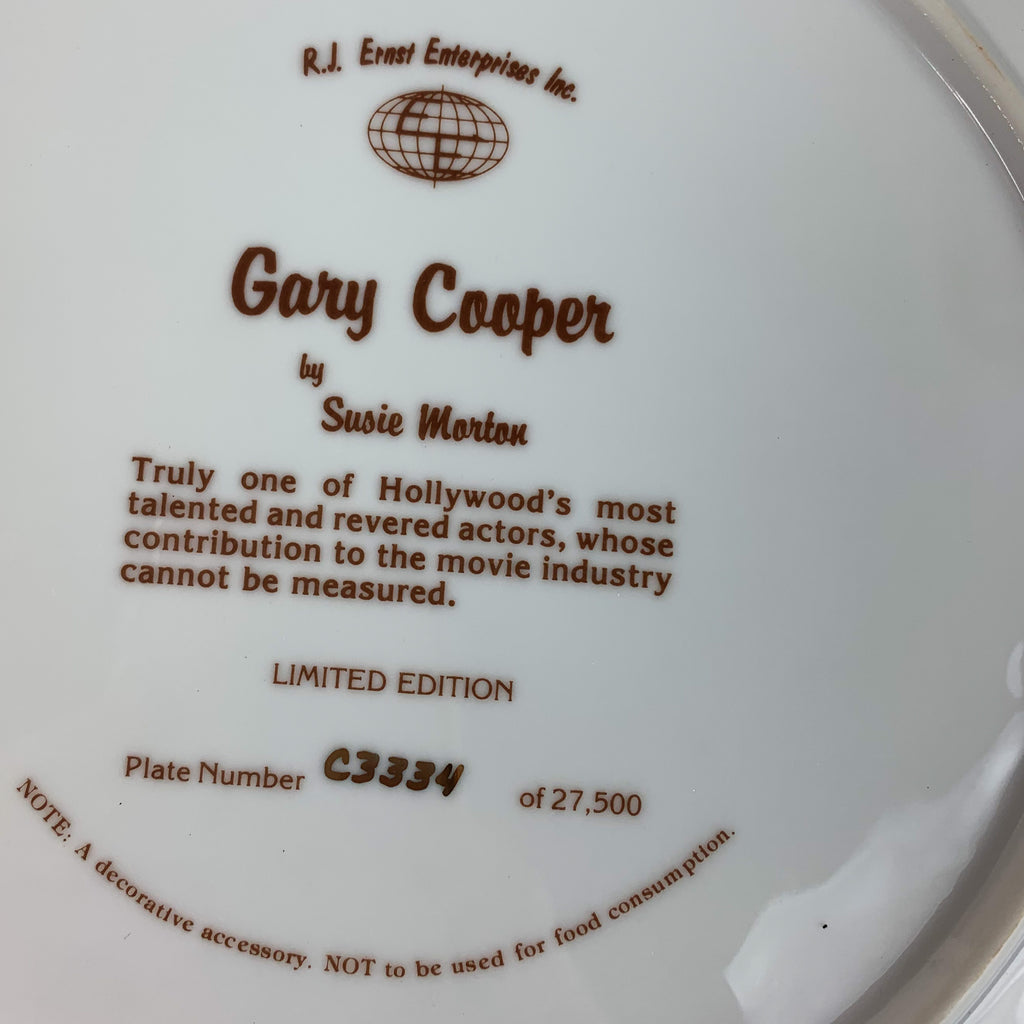 R.J. Ernst Enterprises Inc.
EE
Gary Cooper
by
Susie Morton
Truly one of Hollywood's most
talented and revered actors, whose
contribution to the movie industry
cannot be measured.
LIMITED EDITION
Plate Number C3334 of 27,500
NOTE: A decorative accessory. NOT to be used for food consumption.